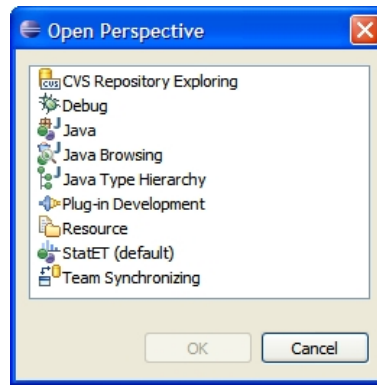 Open Perspective
CVS Repository Exploring
Debug
Java
Java Browsing
Java Type Hierarchy
Plug-in Development
Resource
StatET (default)
Team Synchronizing
OK
Cancel